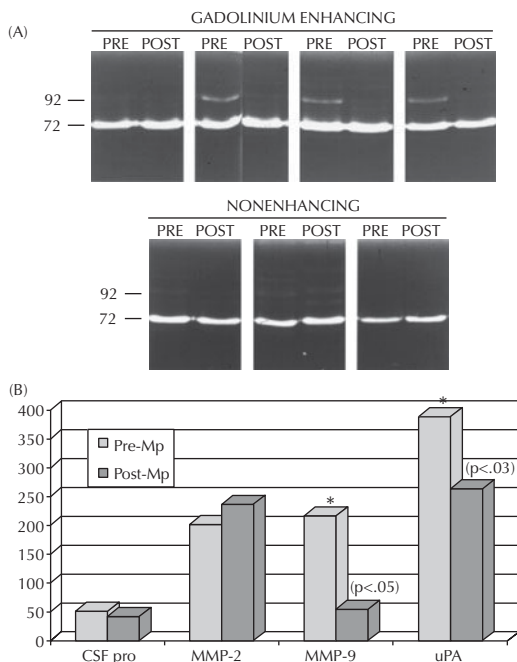 (A)
GADOLINIUM ENHANCING
PRE POST PRE POST PRE POST PRE POST
92
72
NONENHANCING
PRE POST PRE POST PRE POST
92
72
(B)
400
350
300
250
200
150
100
50
0
Pre-Mp
Post-Mp
*
(p<.05)
*
(p<.03)
CSF pro MMP-2 MMP-9 uPA